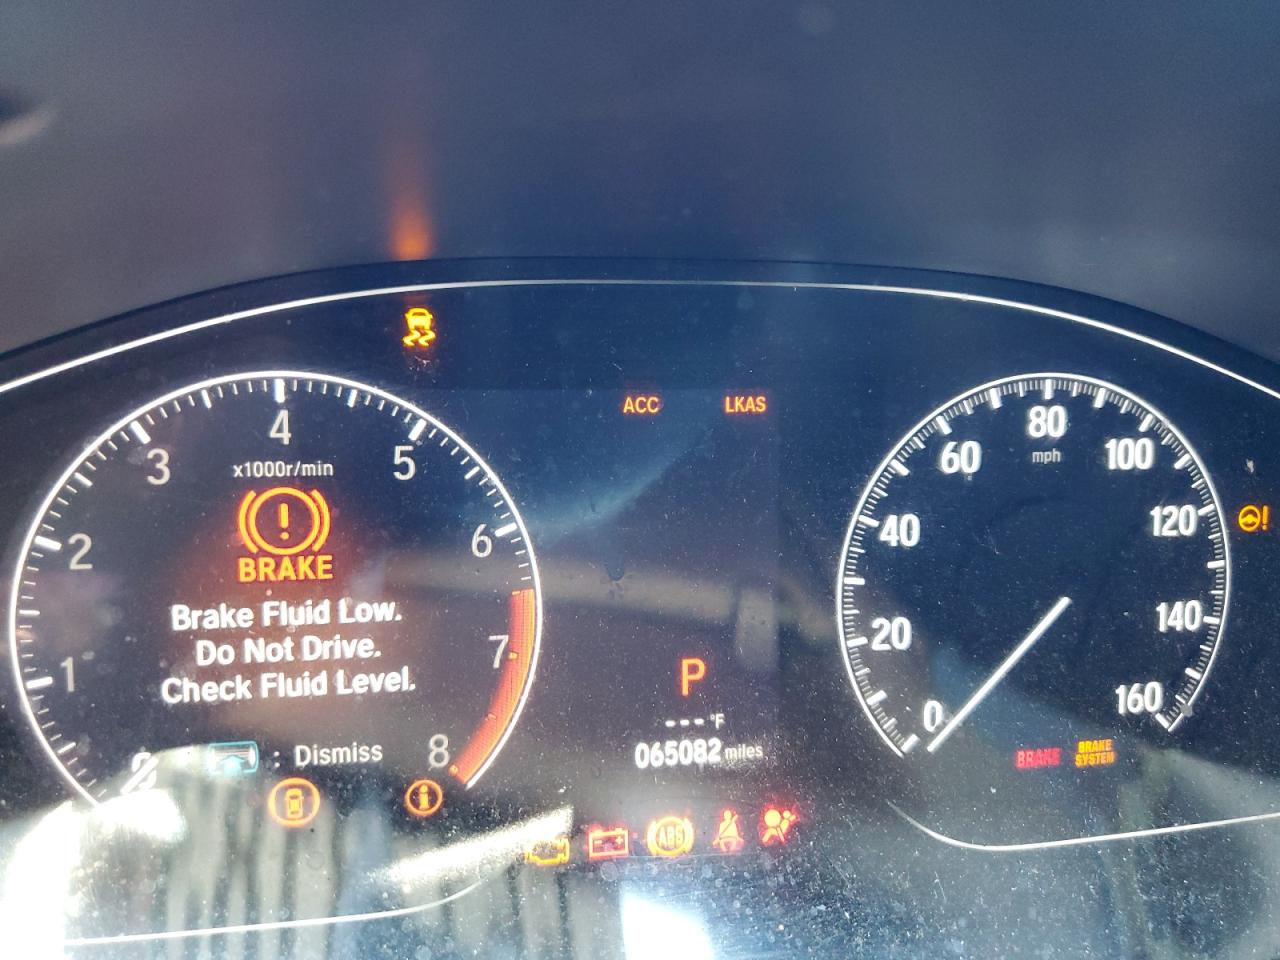 ACC
LKAS
4
3
5
x1000r/min
2
6
1
7
8
BRAKE
Brake Fluid Low.
Do Not Drive.
Check Fluid Level.
: Dismiss
P
---°F
065082 miles
ABS
80
mph
60
100
40
120
20
140
0
160
BRAKE
BRAKE
SYSTEM